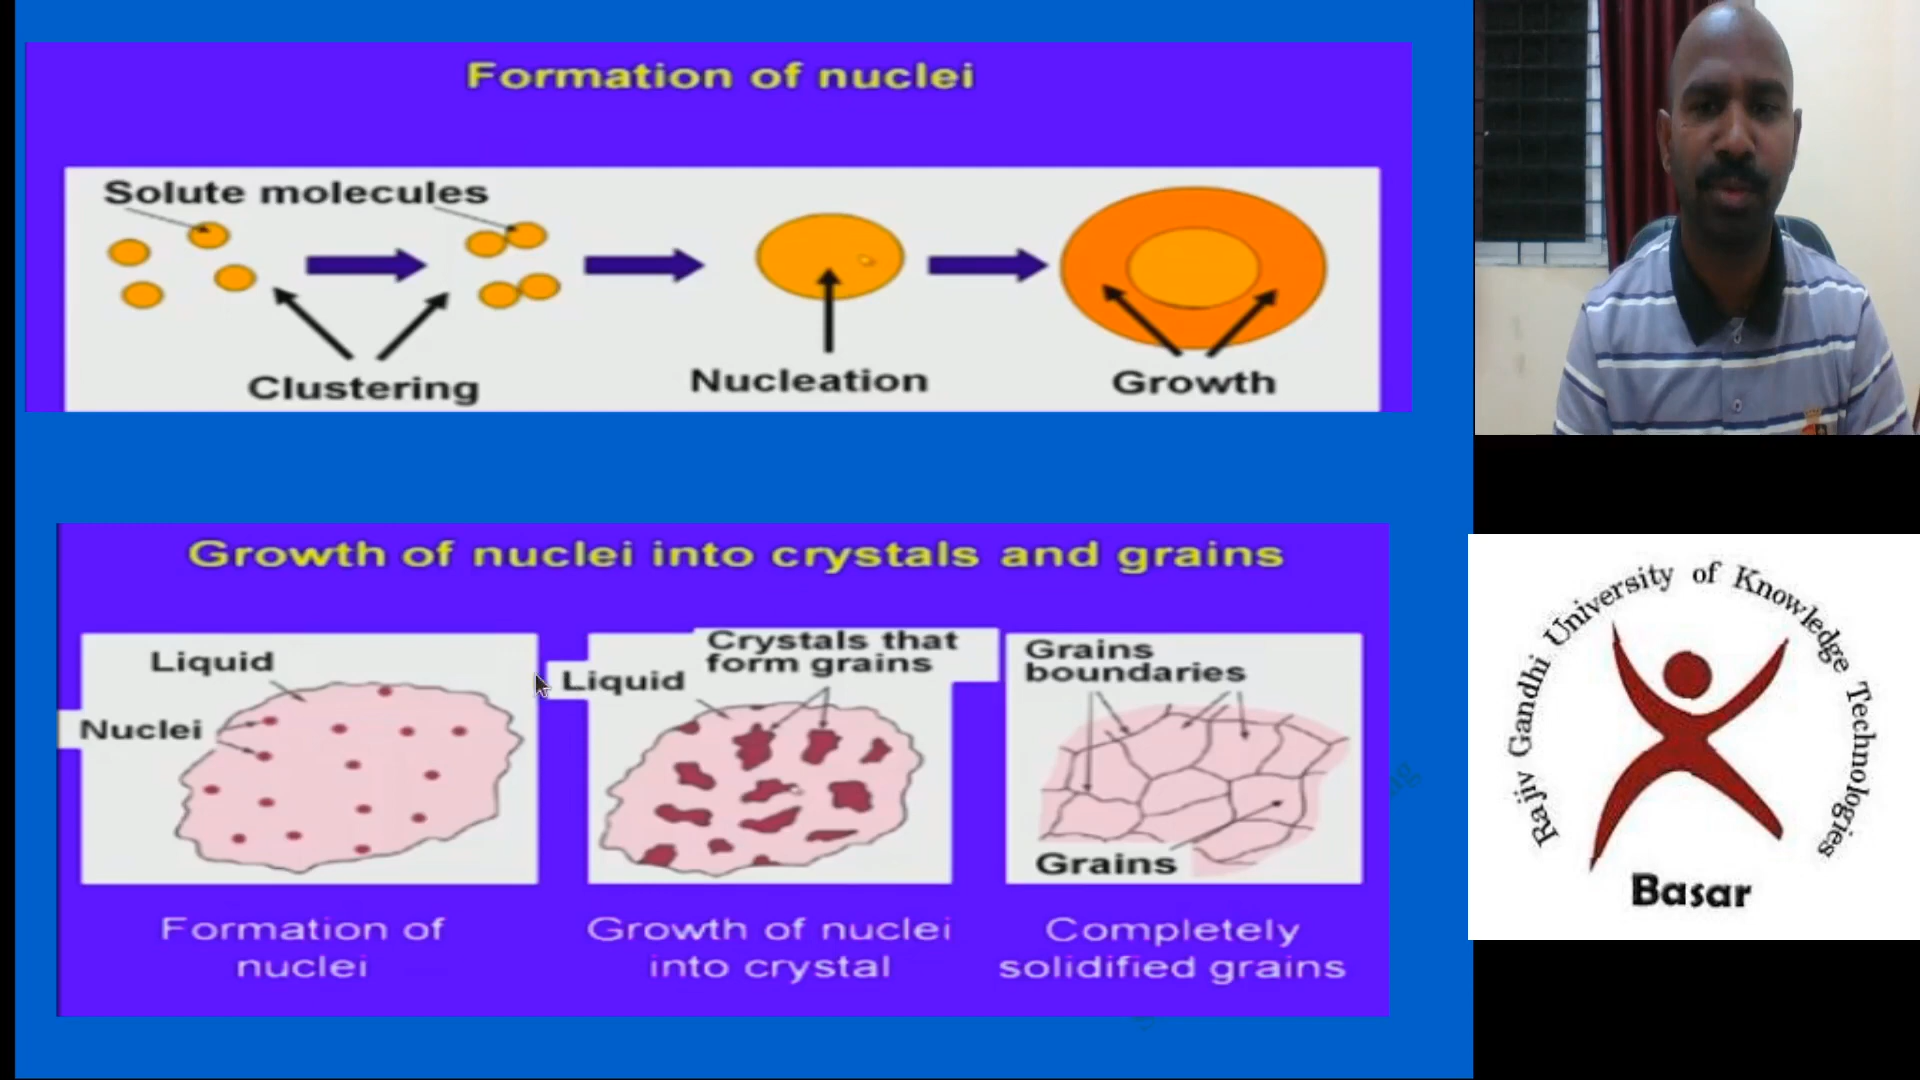 Formation of nuclei
Solute molecules
Clustering
Nucleation
Growth
Growth of nuclei into crystals and grains
Liquid
Nuclei
Liquid
Crystals that
form grains
Grains
boundaries
Grains
Formation of
nuclei
Growth of nuclei
into crystal
Completely
solidified grains
Rajiv Gandhi University of Knowledge Technologies
Basar